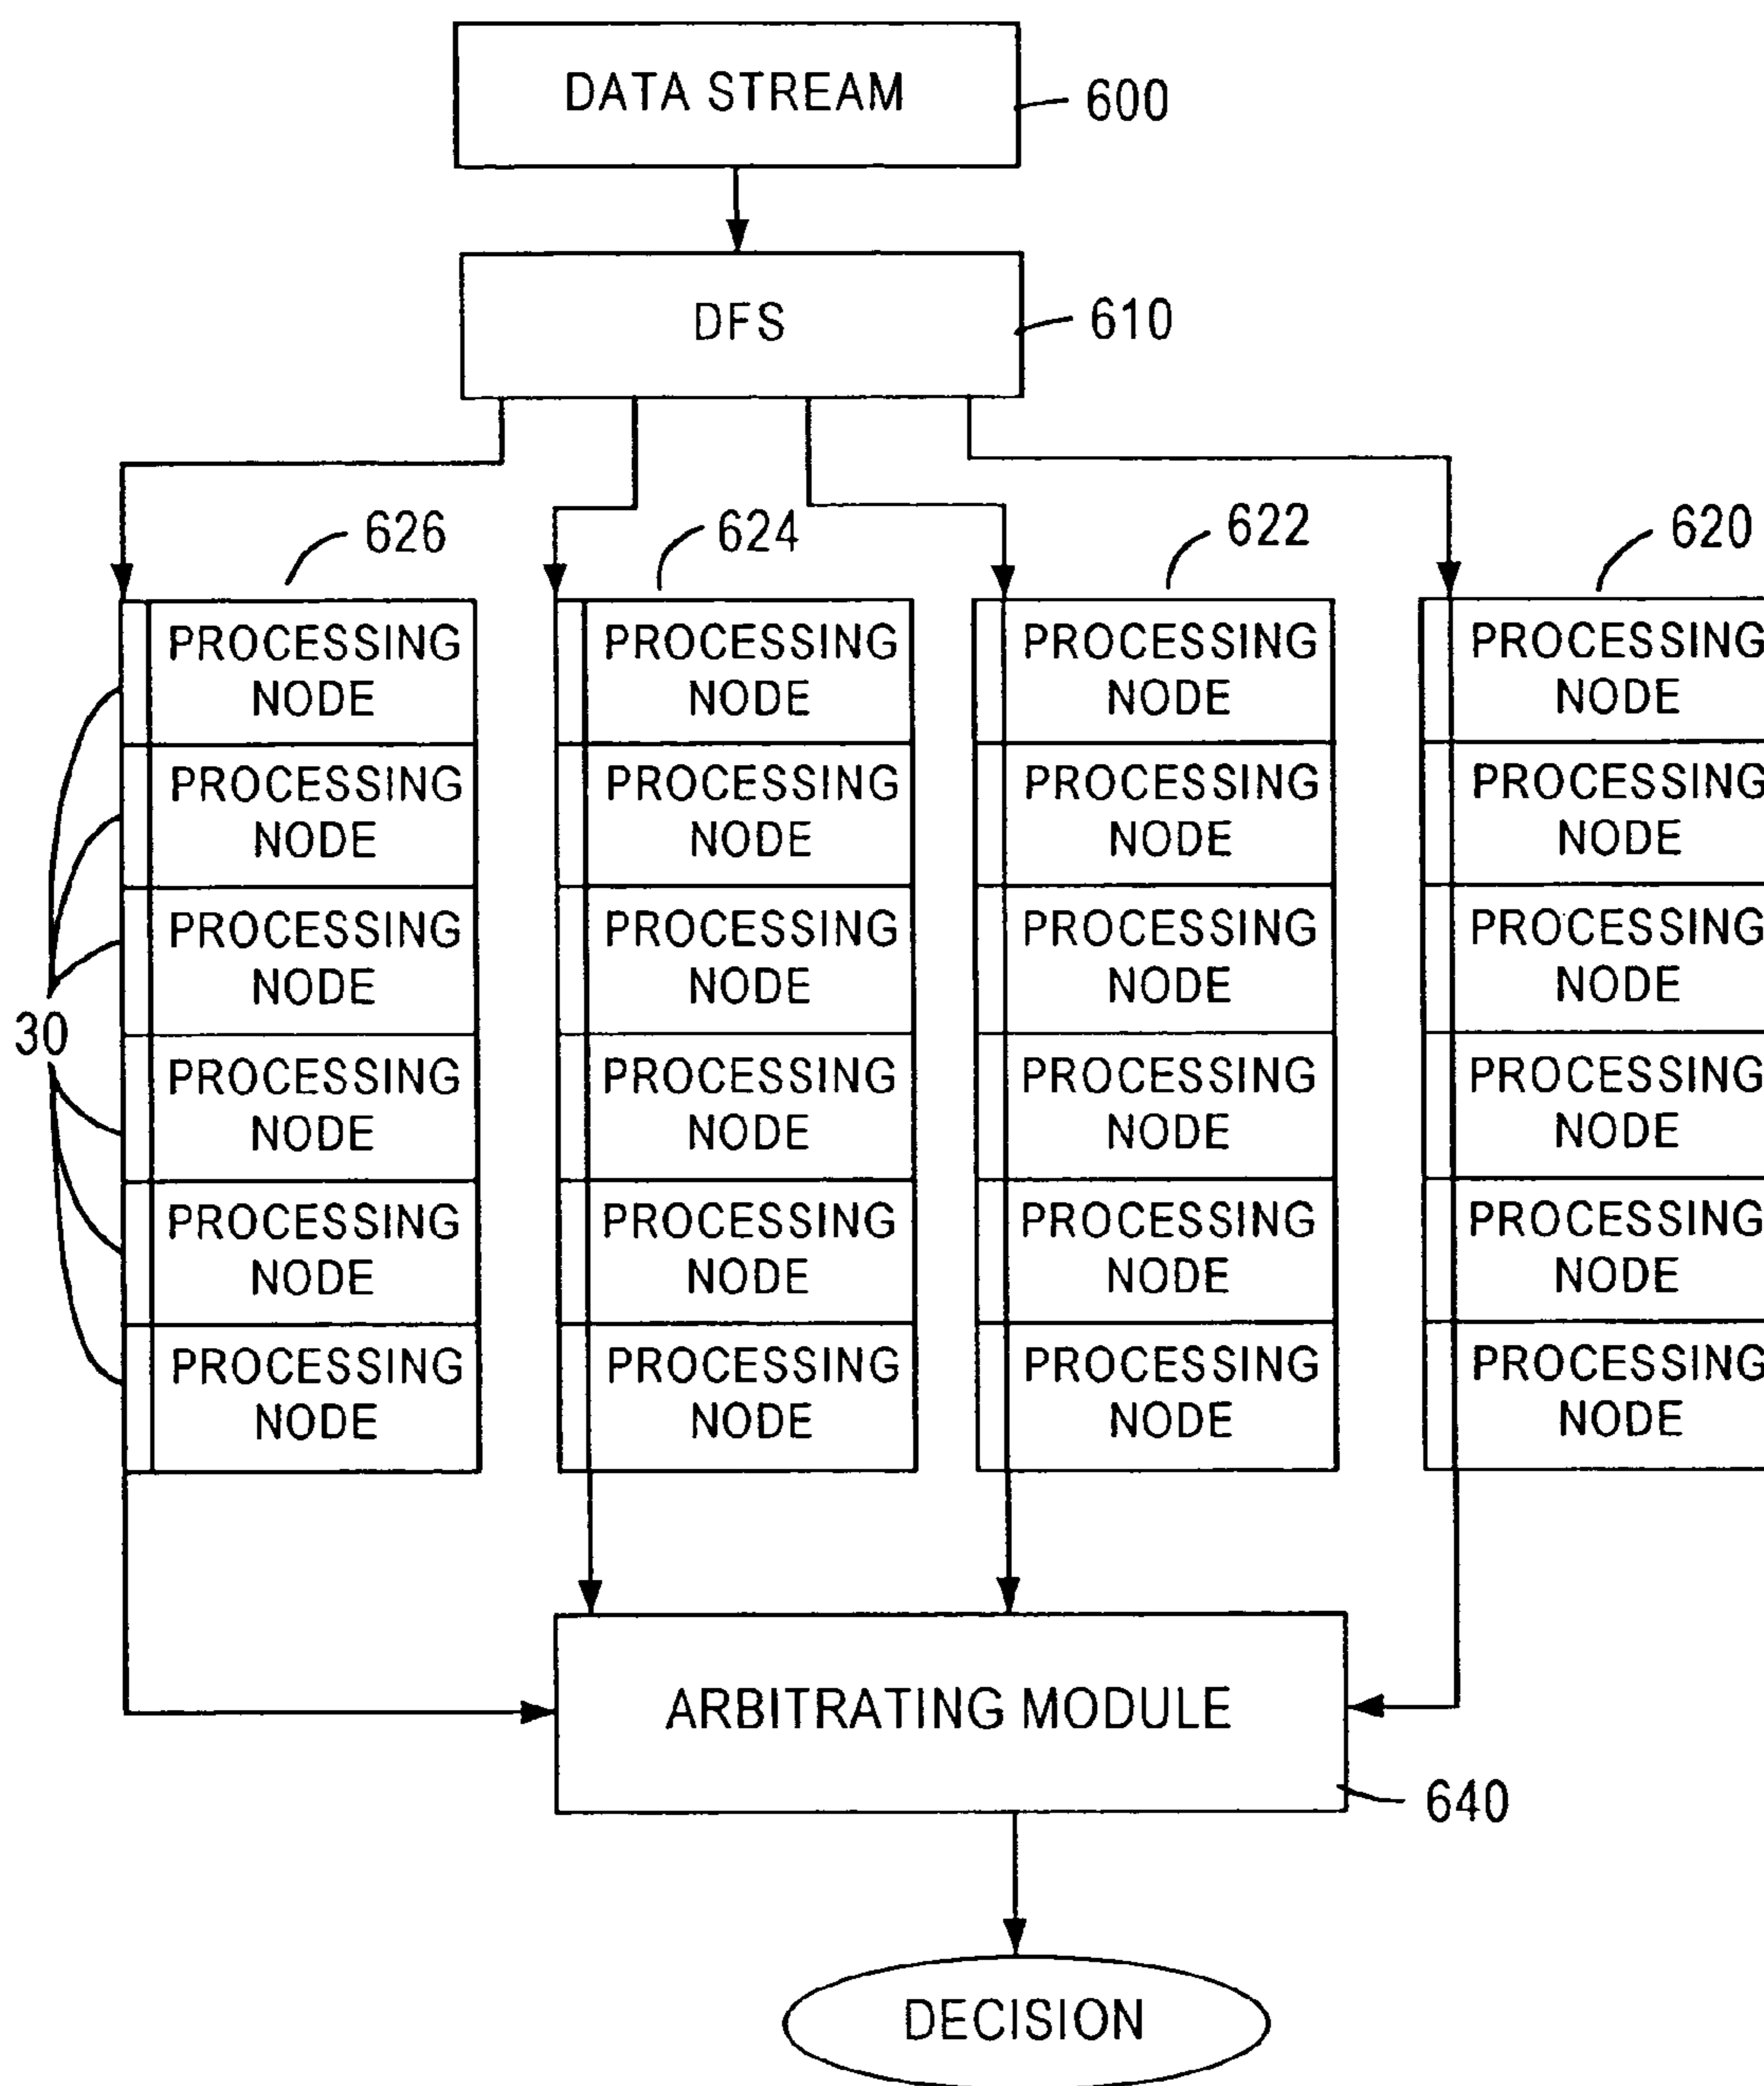 DATA STREAM
600
DFS
610
626
624
622
620
PROCESSING
NODE
PROCESSING
NODE
PROCESSING
NODE
PROCESSING
NODE
PROCESSING
NODE
PROCESSING
NODE
PROCESSING
NODE
PROCESSING
NODE
PROCESSING
NODE
PROCESSING
NODE
PROCESSING
NODE
PROCESSING
NODE
30
PROCESSING
NODE
PROCESSING
NODE
PROCESSING
NODE
PROCESSING
NODE
PROCESSING
NODE
PROCESSING
NODE
PROCESSING
NODE
PROCESSING
NODE
PROCESSING
NODE
PROCESSING
NODE
PROCESSING
NODE
PROCESSING
NODE
ARBITRATING MODULE
640
DECISION